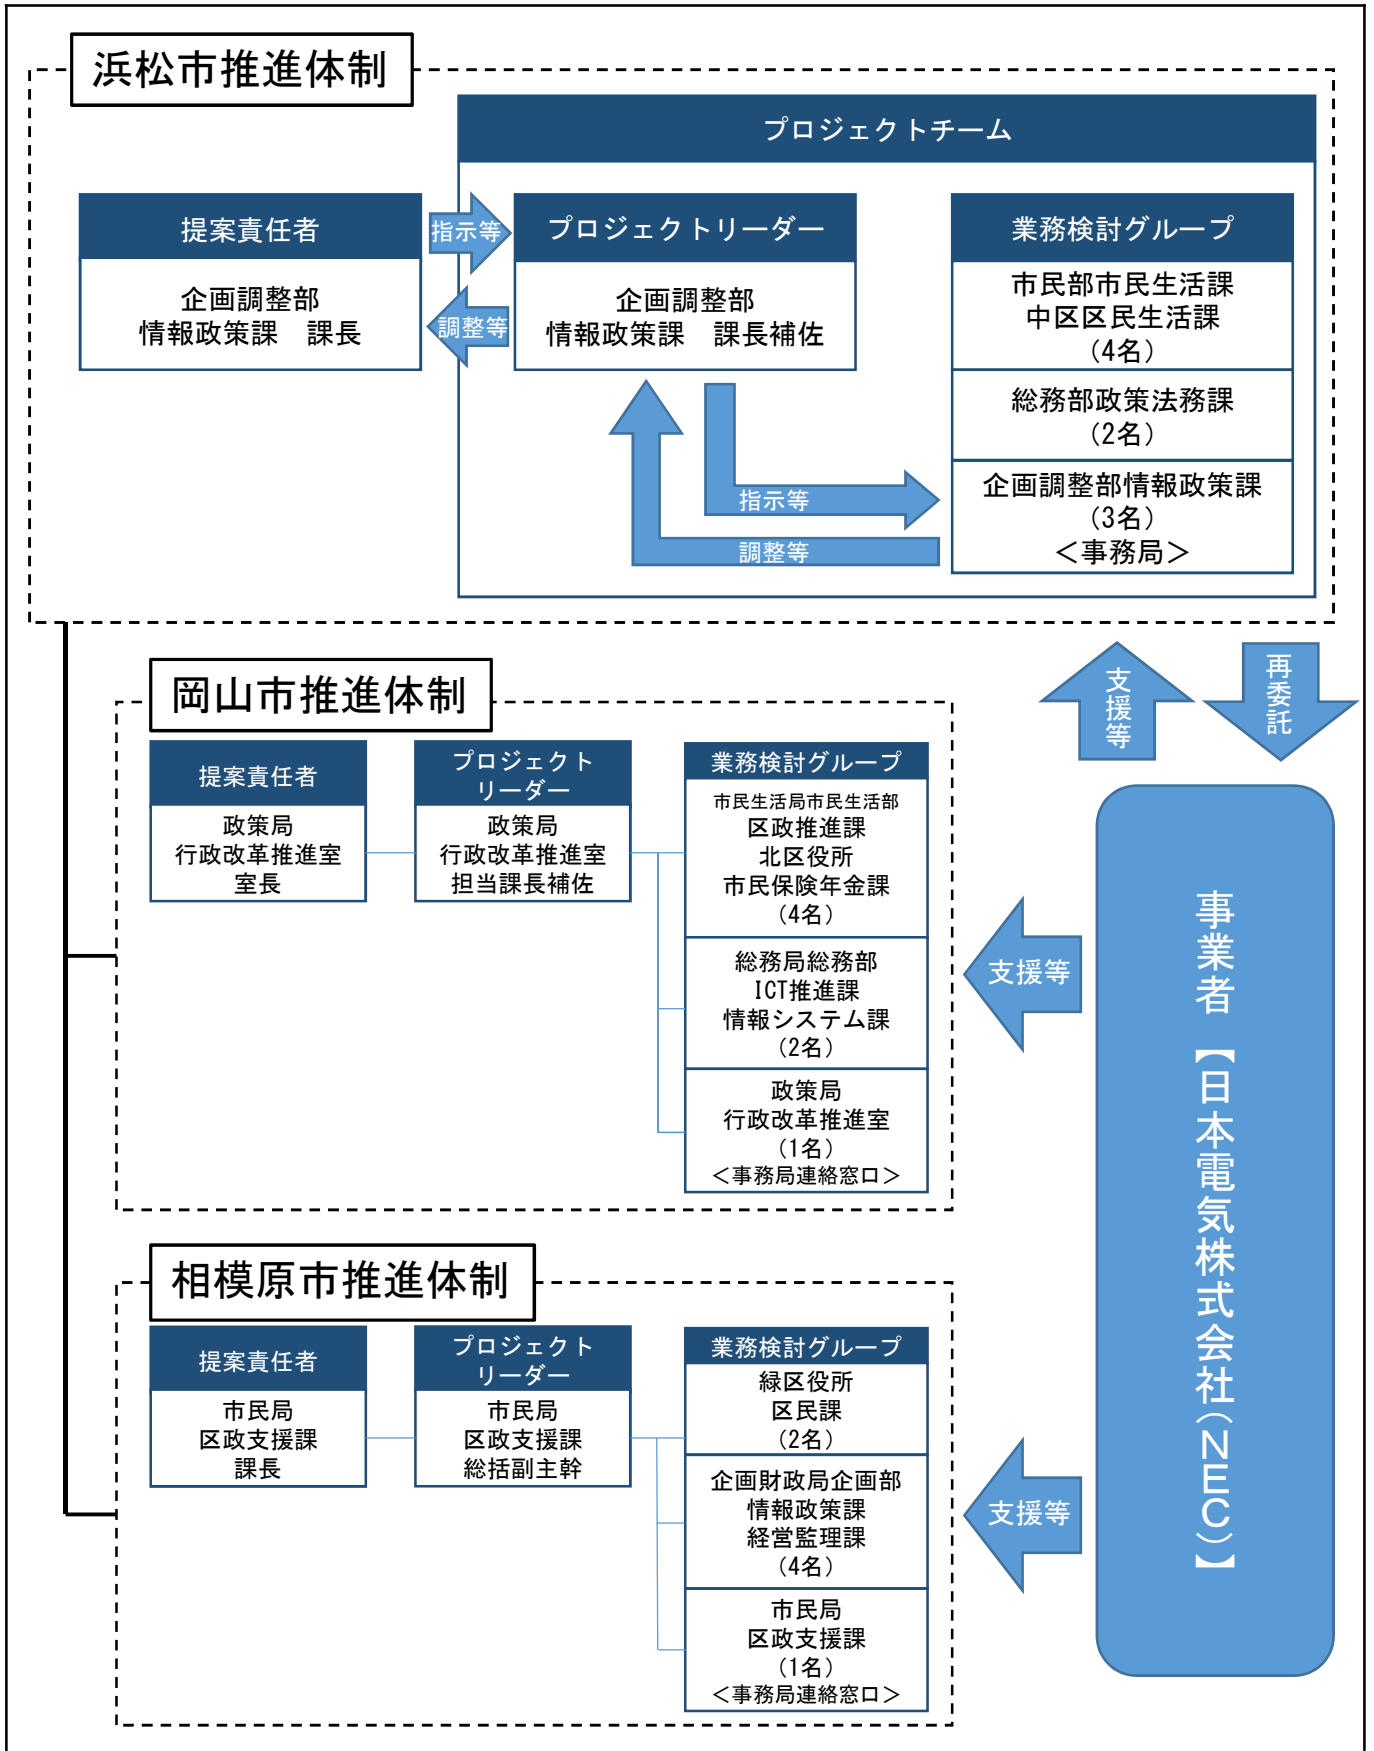 浜松市推進体制
プロジェクトチーム
提案責任者
企画調整部
情報政策課　課長
指示等
調整等
プロジェクトリーダー
企画調整部
情報政策課　課長補佐
業務検討グループ
市民部市民生活課
中区区民生活課
(4名)
総務部政策法務課
(2名)
企画調整部情報政策課
(3名)
＜事務局＞
指示等
調整等
支援等
再委託
岡山市推進体制
提案責任者
政策局
行政改革推進室
室長
プロジェクト
リーダー
政策局
行政改革推進室
担当課長補佐
業務検討グループ
市民生活局市民生活部
区政推進課
北区役所
市民保険年金課
(4名)
総務局総務部
ICT推進課
情報システム課
(2名)
政策局
行政改革推進室
(1名)
＜事務局連絡窓口＞
支援等
事業者【日本電気株式会社(NEC)】
相模原市推進体制
提案責任者
市民局
区政支援課
課長
プロジェクト
リーダー
市民局
区政支援課
総括副主幹
業務検討グループ
緑区役所
区民課
(2名)
企画財政局企画部
情報政策課
経営監理課
(4名)
市民局
区政支援課
(1名)
＜事務局連絡窓口＞
支援等